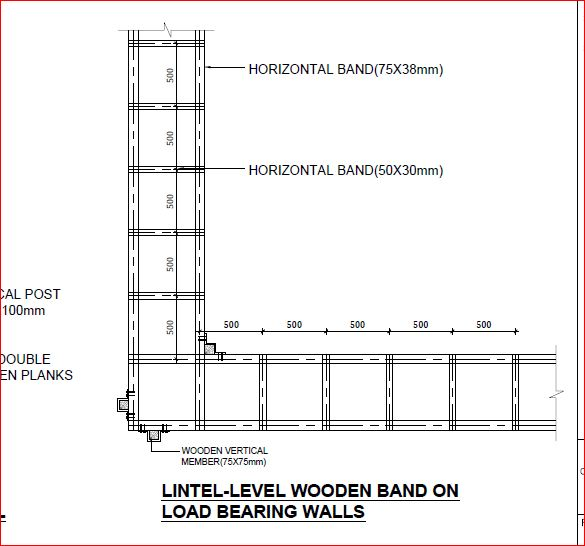 500
HORIZONTAL BAND(75X38mm)
500
500
HORIZONTAL BAND(50X30mm)
500
500
CAL POST
100mm
500 500 500 500 500
DOUBLE
EN PLANKS
WOODEN VERTICAL
MEMBER(75X75mm)
LINTEL-LEVEL WOODEN BAND ON
LOAD BEARING WALLS